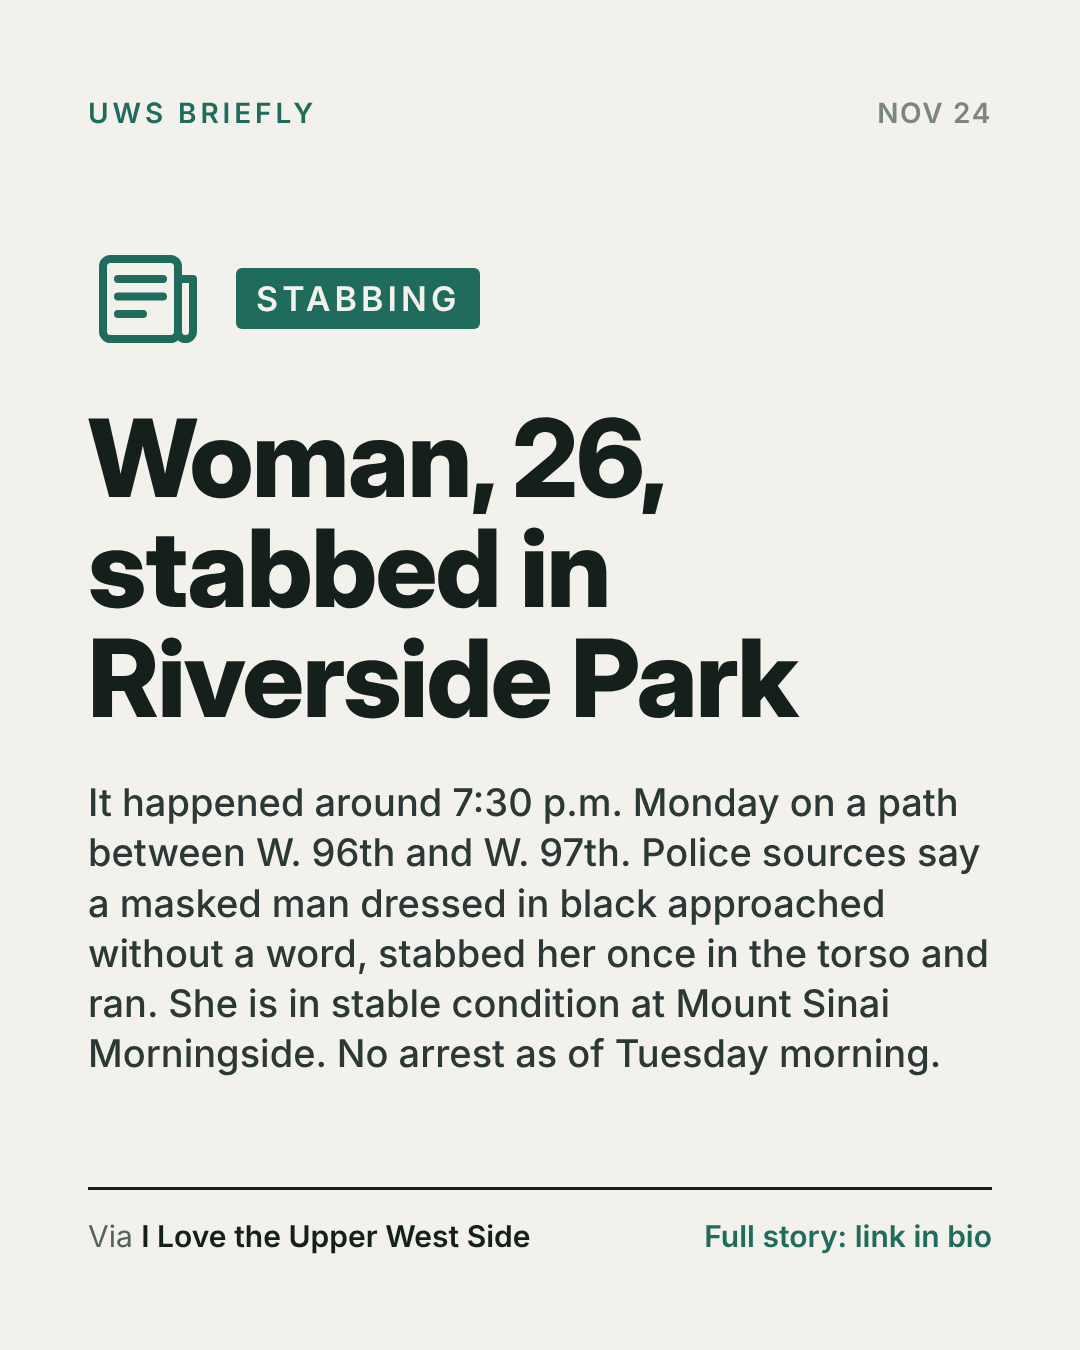 UWS BRIEFLY
NOV 24
STABBING
Woman, 26,
stabbed in
Riverside Park
It happened around 7:30 p.m. Monday on a path
between W. 96th and W. 97th. Police sources say
a masked man dressed in black approached
without a word, stabbed her once in the torso and
ran. She is in stable condition at Mount Sinai
Morningside. No arrest as of Tuesday morning.
Via I Love the Upper West Side
Full story: link in bio